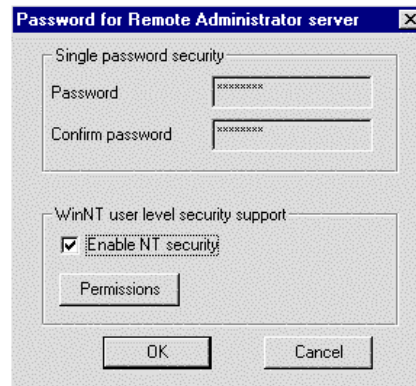 Password for Remote Administrator server
Single password security
Password ********
Confirm password ********
WinNT user level security support
Enable NT security
Permissions
OK Cancel